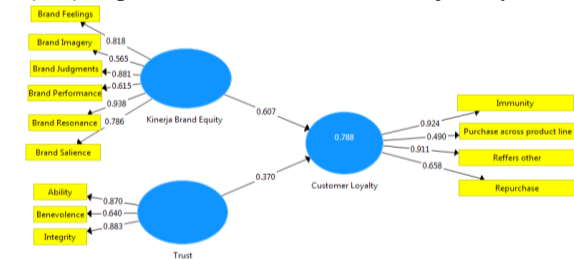 Brand Feelings
Brand Imagery
Brand Judgments
Brand Performance
Brand Resonance
Brand Salience
0.818
0.565
0.881
0.615
0.938
0.786
Kinerja Brand Equity
0.607
Ability
Benevolence
Integrity
0.870
0.640
0.883
Trust
0.370
0.788
Customer Loyalty
0.924
0.490
0.911
0.658
Immunity
Purchase across product line
Reffers other
Repurchase